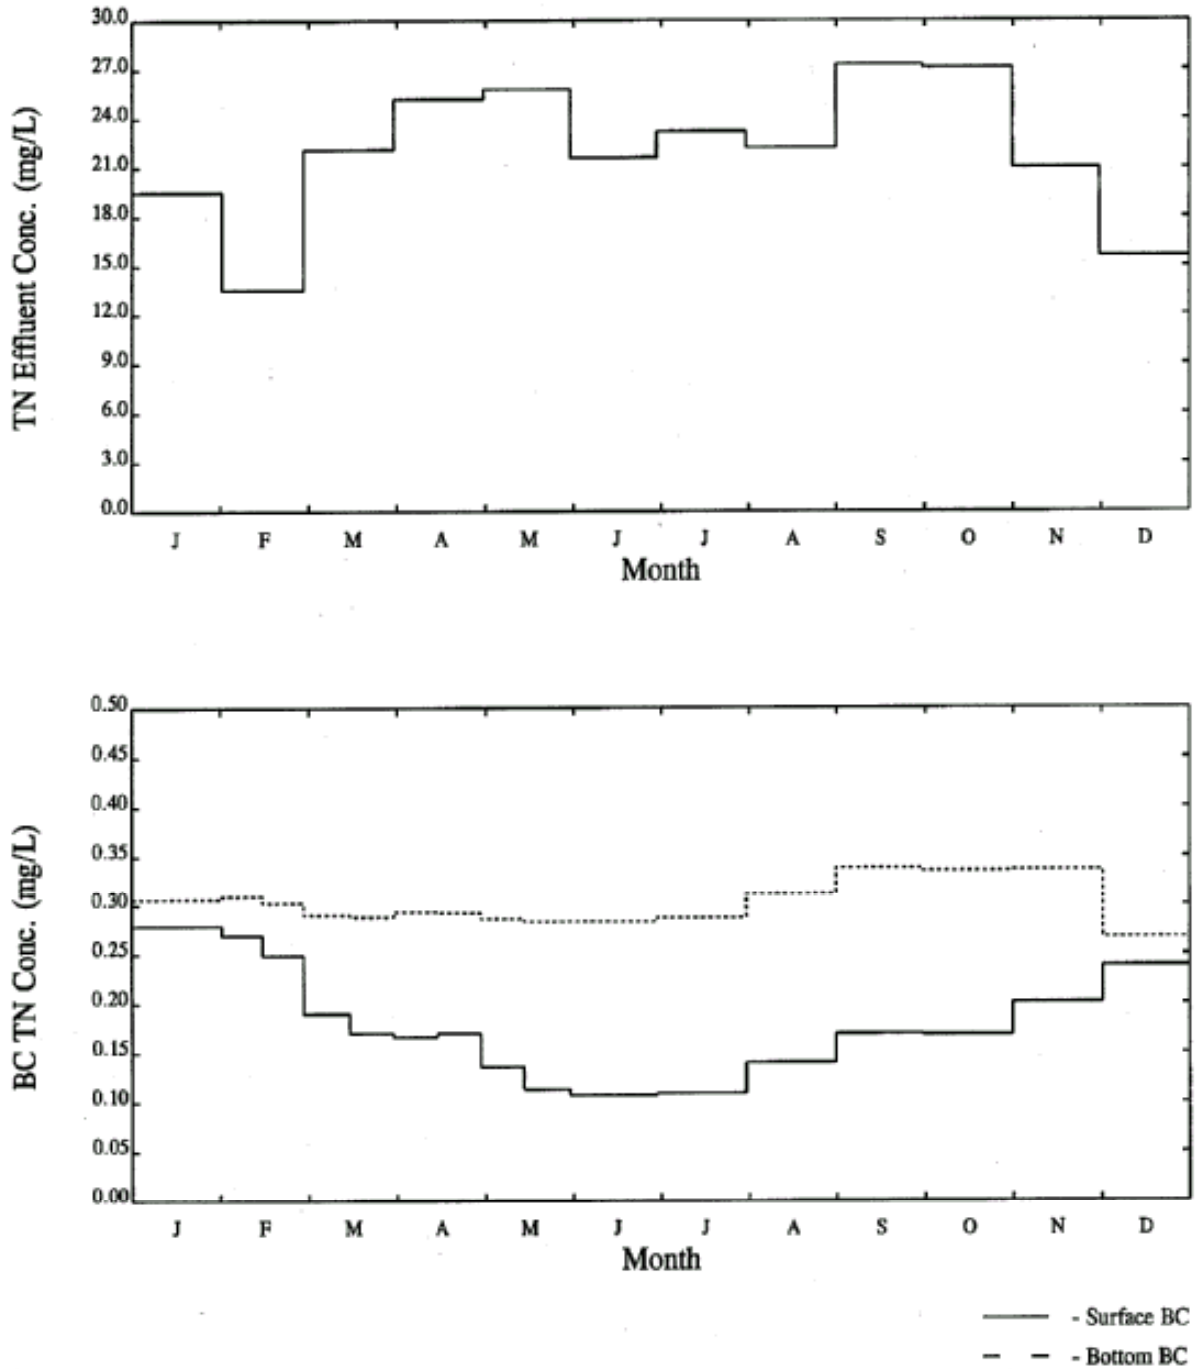 TN Effluent Conc. (mg/L)
30.0
27.0
24.0
21.0
18.0
15.0
12.0
9.0
6.0
3.0
0.0
J F M A M J J A S O N D
Month
BC TN Conc. (mg/L)
0.50
0.45
0.40
0.35
0.30
0.25
0.20
0.15
0.10
0.05
0.00
J F M A M J J A S O N D
Month
- Surface BC
- Bottom BC